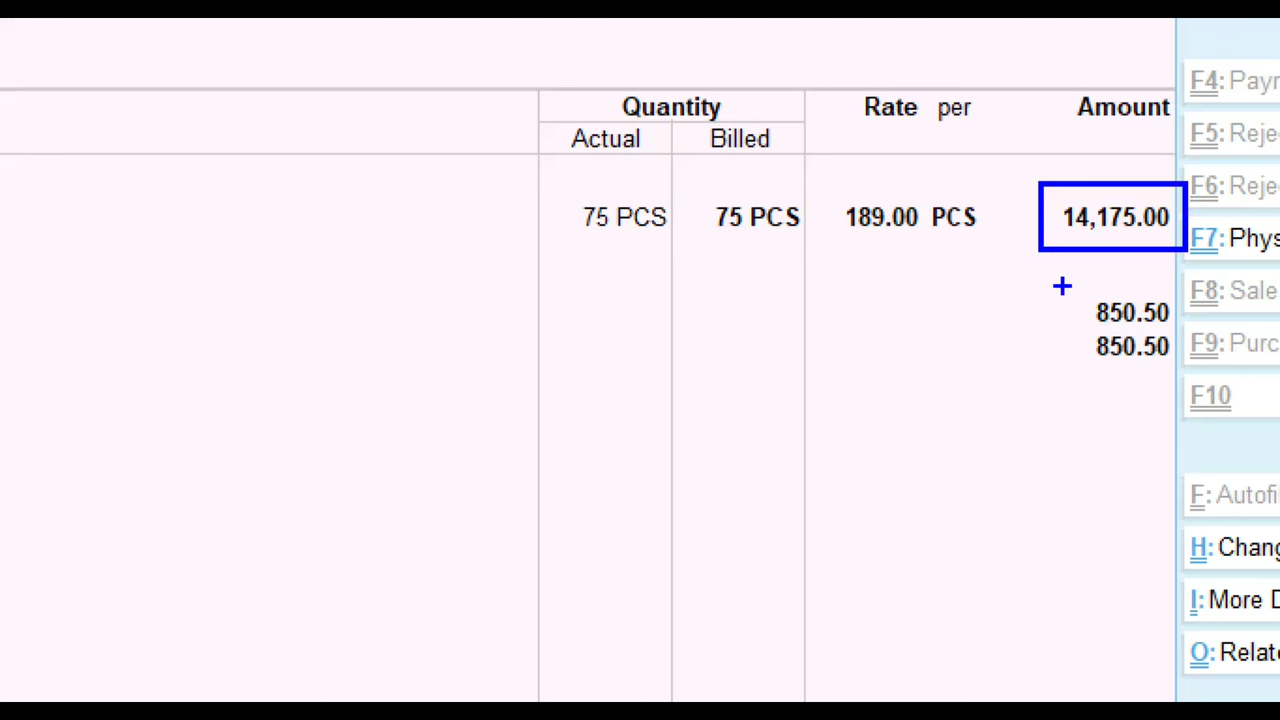 Quantity Rate per Amount
Actual Billed
75 PCS 75 PCS 189.00 PCS 14,175.00
+
850.50
850.50
F4: Payr
F5: Reje
F6: Reje
F7: Phys
F8: Sale
F9: Purc
F10
F: Autofi
H: Chang
I: More D
O: Relate